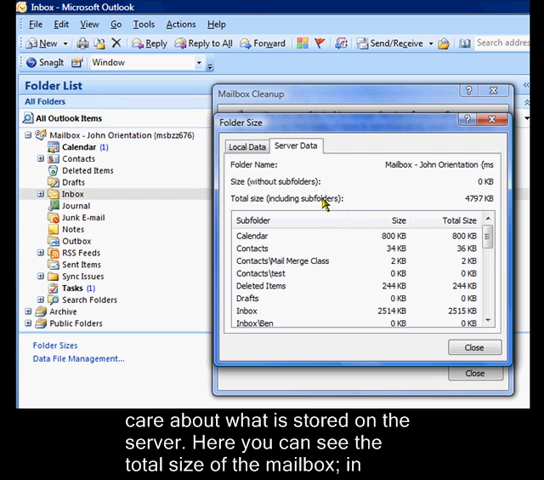 Inbox - Microsoft Outlook
File Edit View Go Tools Actions Help
New Reply Reply to All Forward Send/Receive Search address
SnagIt Window
Folder List
All Folders
All Outlook Items
Mailbox - John Orientation (msbzz676)
Calendar (1)
Contacts
Deleted Items
Drafts
Inbox
Journal
Junk E-mail
Notes
Outbox
RSS Feeds
Sent Items
Sync Issues
Tasks (1)
Search Folders
Archive
Public Folders
Folder Sizes
Data File Management...
Mailbox Cleanup
Folder Size
Local Data Server Data
Folder Name: Mailbox - John Orientation (ms
Size (without subfolders): 0 KB
Total size (including subfolders): 4797 KB
Subfolder Size Total Size
Calendar 800 KB 800 KB
Contacts 34 KB 36 KB
Contacts\Mail Merge Class 2 KB 2 KB
Contacts\test 0 KB 0 KB
Deleted Items 244 KB 244 KB
Drafts 0 KB 0 KB
Inbox 2514 KB 2515 KB
Inbox\Ben 0 KB 0 KB
Close
Close
care about what is stored on the
server. Here you can see the
total size of the mailbox; in